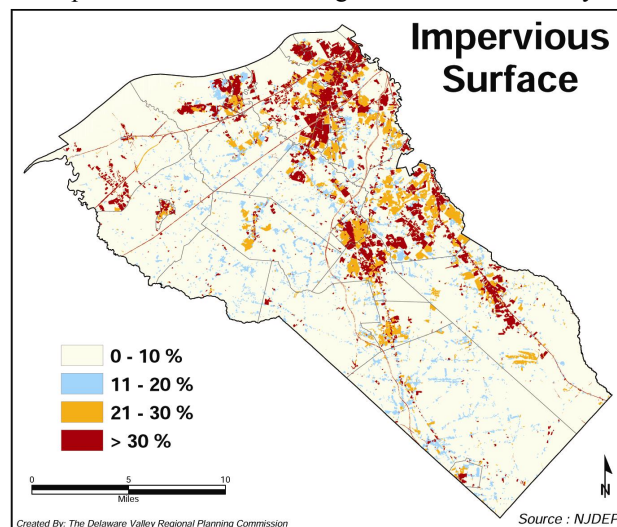 Impervious
Surface
0 - 10 %
11 - 20 %
21 - 30 %
> 30 %
0 5 10
Miles
N
Created By: The Delaware Valley Regional Planning Commission
Source : NJDEP